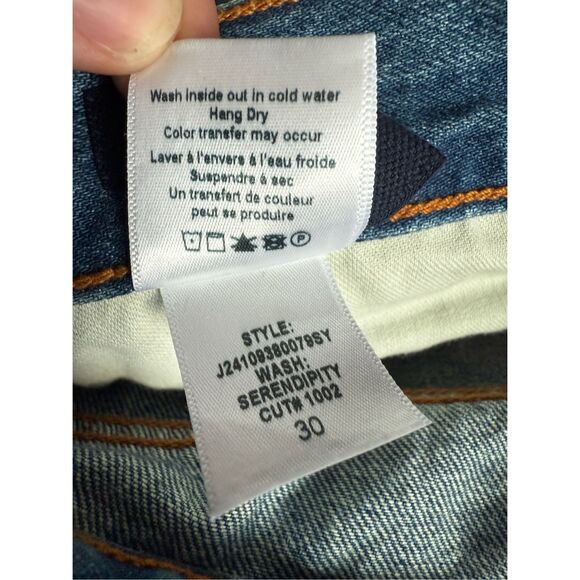 Wash inside out in cold water
Hang Dry
Color transfer may occur
Laver à l'envers à l'eau froide
Suspendre à sec
Un transfert de couleur
peut se produire
P
STYLE:
J24109380079SY
WASH:
SERENDIPITY
CUT# 1002
30